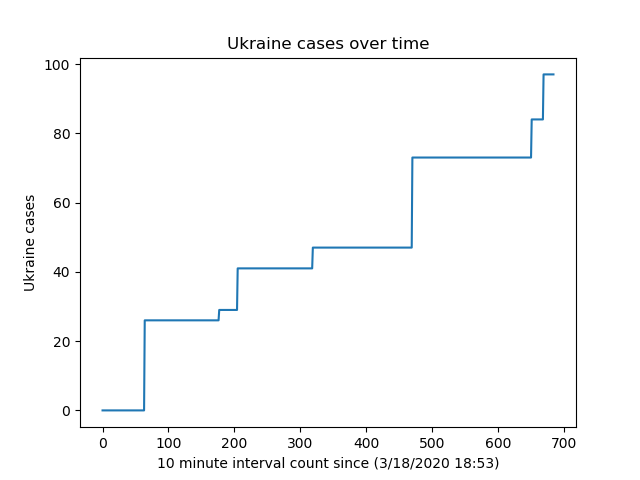 Ukraine cases over time
100
80
60
40
20
0
Ukraine cases
0 100 200 300 400 500 600 700
10 minute interval count since (3/18/2020 18:53)